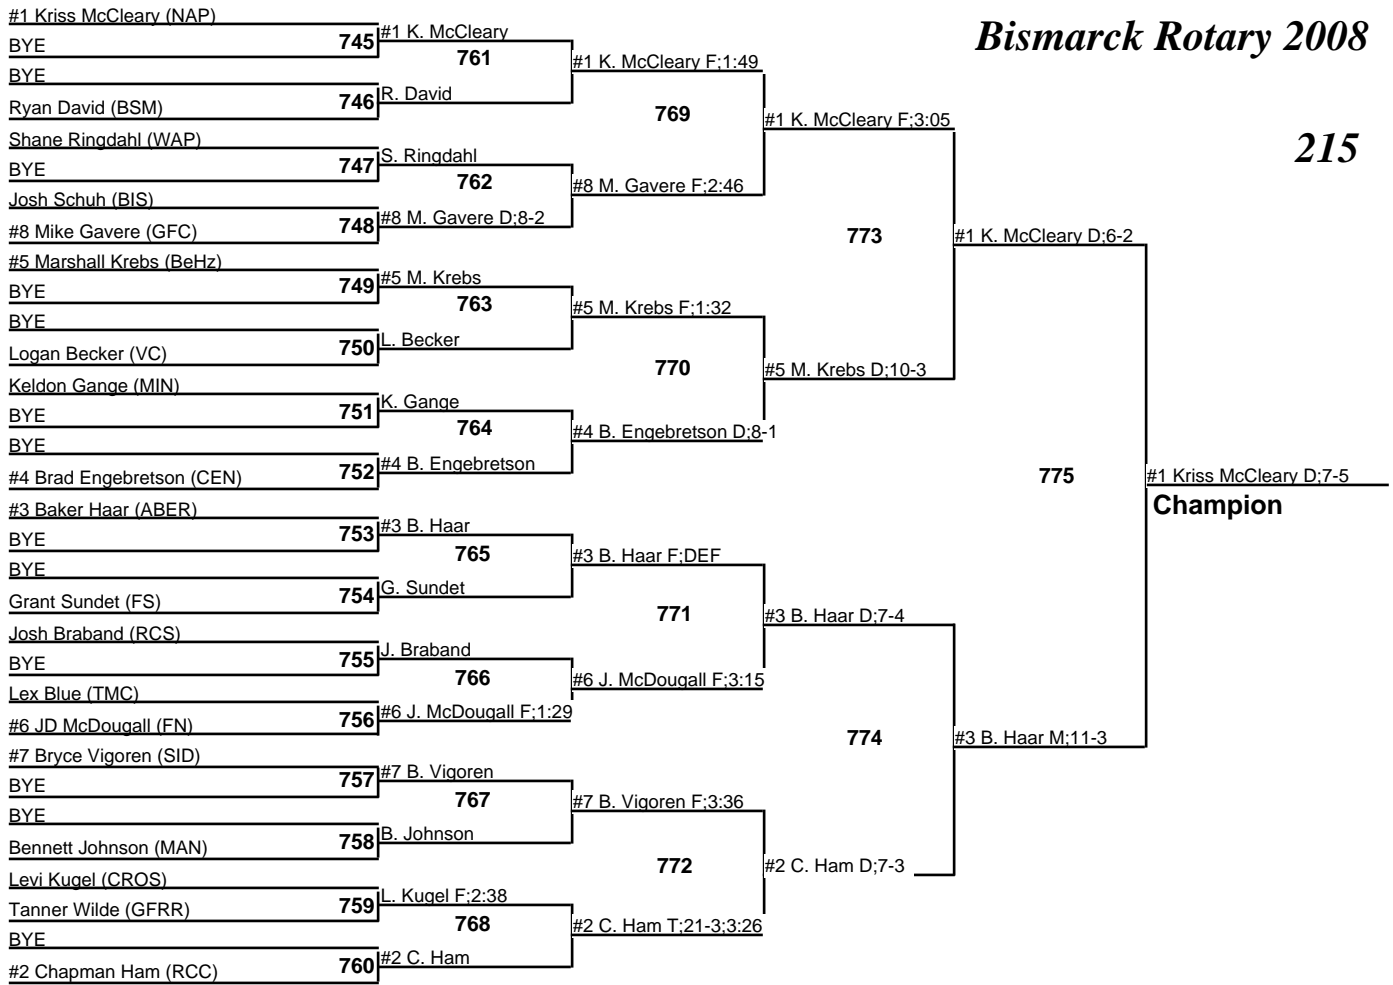 Bismarck Rotary 2008
215
#1 Kriss McCleary (NAP)
BYE
745
BYE
Ryan David (BSM)
746
Shane Ringdahl (WAP)
BYE
747
Josh Schuh (BIS)
#8 Mike Gavere (GFC)
748
#5 Marshall Krebs (BeHz)
BYE
749
BYE
Logan Becker (VC)
750
Keldon Gange (MIN)
BYE
751
BYE
#4 Brad Engebretson (CEN)
752
#3 Baker Haar (ABER)
BYE
753
BYE
Grant Sundet (FS)
754
Josh Braband (RCS)
BYE
755
Lex Blue (TMC)
#6 JD McDougall (FN)
756
#7 Bryce Vigoren (SID)
BYE
757
BYE
Bennett Johnson (MAN)
758
Levi Kugel (CROS)
Tanner Wilde (GFRR)
759
BYE
#2 Chapman Ham (RCC)
760
#1 K. McCleary
761
R. David
S. Ringdahl
762
#8 M. Gavere D;8-2
#5 M. Krebs
763
L. Becker
K. Gange
764
#4 B. Engebretson
#3 B. Haar
765
G. Sundet
J. Braband
766
#6 J. McDougall F;1:29
#7 B. Vigoren
767
B. Johnson
L. Kugel F;2:38
768
#2 C. Ham
#1 K. McCleary F;1:49
769
#8 M. Gavere F;2:46
#5 M. Krebs F;1:32
770
#4 B. Engebretson D;8-1
#3 B. Haar F;DEF
771
#6 J. McDougall F;3:15
#7 B. Vigoren F;3:36
772
#2 C. Ham T;21-3;3:26
#1 K. McCleary F;3:05
773
#5 M. Krebs D;10-3
#3 B. Haar D;7-4
774
#2 C. Ham D;7-3
#1 K. McCleary D;6-2
775
#3 B. Haar M;11-3
#1 Kriss McCleary D;7-5
Champion